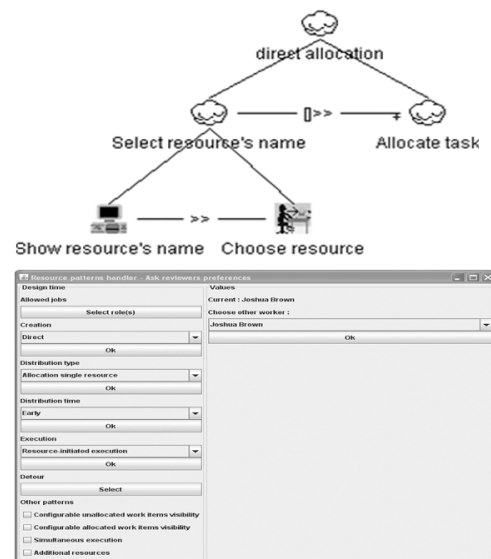 direct allocation
[]>>
Select resource's name
Allocate task
>>
Show resource's name
Choose resource
Resource patterns handler - Ask reviewers preferences
Design time
Allowed jobs
Select role(s)
Creation
Direct
Ok
Distribution type
Allocation single resource
Ok
Distribution time
Early
Ok
Execution
Resource-initiated execution
Ok
Detour
Select
Other patterns
Configurable unallocated work items visibility
Configurable allocated work items visibility
Simultaneous execution
Additional resources
Values
Current : Joshua Brown
Choose other worker :
Joshua Brown
Ok